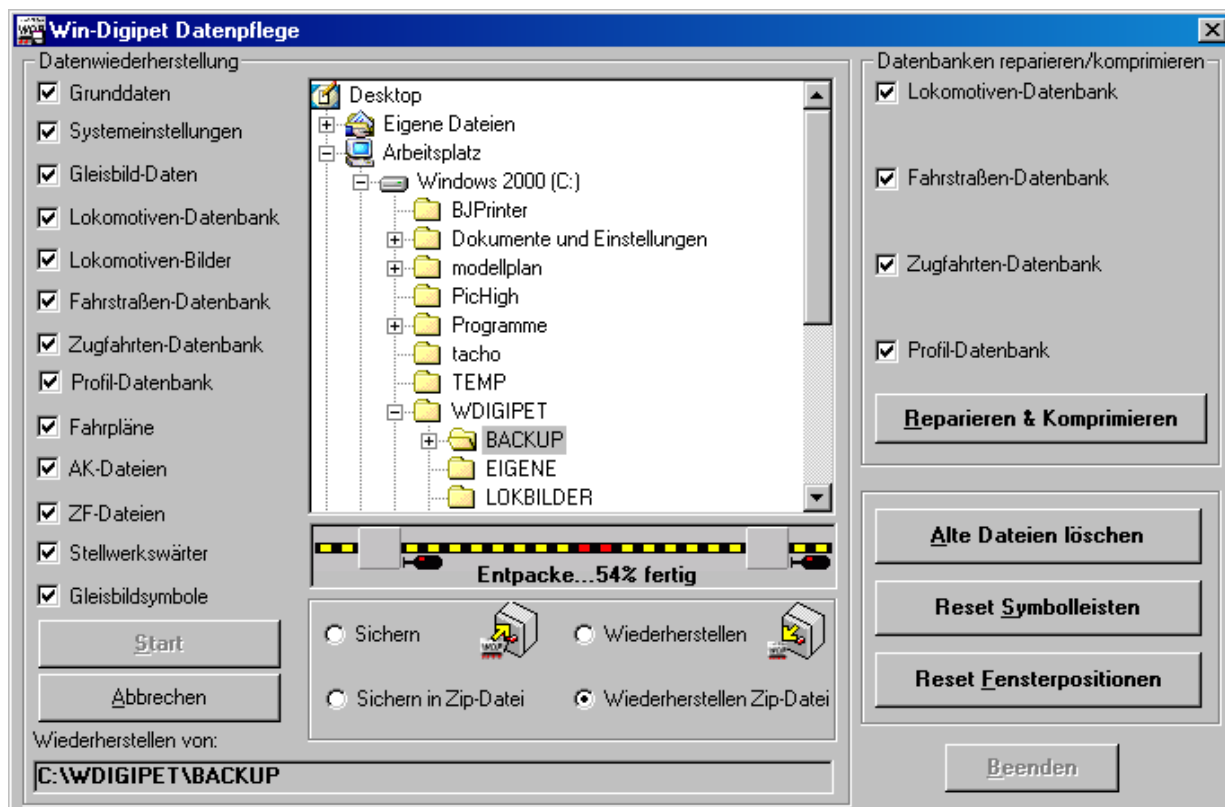 Win-Digipet Datenpflege
Datenwiederherstellung
Grunddaten
Systemeinstellungen
Gleisbild-Daten
Lokomotiven-Datenbank
Lokomotiven-Bilder
Fahrstraßen-Datenbank
Zugfahrten-Datenbank
Profil-Datenbank
Fahrpläne
AK-Dateien
ZF-Dateien
Stellwerkswärter
Gleisbildsymbole
Start
Abbrechen
Desktop
Eigene Dateien
Arbeitsplatz
Windows 2000 (C:)
BJPrinter
Dokumente und Einstellungen
modellplan
PicHigh
Programme
tacho
TEMP
WDIGIPET
BACKUP
EIGENE
LOKBILDER
Entpacke...54% fertig
Sichern
Wiederherstellen
Sichern in Zip-Datei
Wiederherstellen Zip-Datei
Wiederherstellen von:
C:\WDIGIPET\BACKUP
Datenbanken reparieren/komprimieren
Lokomotiven-Datenbank
Fahrstraßen-Datenbank
Zugfahrten-Datenbank
Profil-Datenbank
Reparieren & Komprimieren
Alte Dateien löschen
Reset Symbolleisten
Reset Fensterpositionen
Beenden